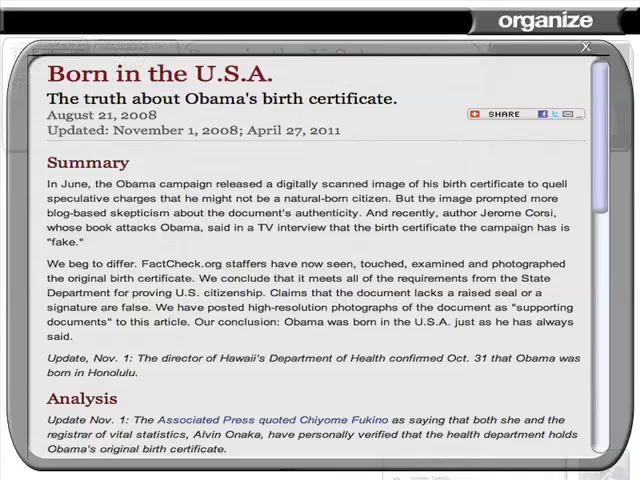 organize
X
Born in the U.S.A.
The truth about Obama's birth certificate.
August 21, 2008
SHARE
Updated: November 1, 2008; April 27, 2011
Summary
In June, the Obama campaign released a digitally scanned image of his birth certificate to quell
speculative charges that he might not be a natural-born citizen. But the image prompted more
blog-based skepticism about the document's authenticity. And recently, author Jerome Corsi,
whose book attacks Obama, said in a TV interview that the birth certificate the campaign has is
"fake."
We beg to differ. FactCheck.org staffers have now seen, touched, examined and photographed
the original birth certificate. We conclude that it meets all of the requirements from the State
Department for proving U.S. citizenship. Claims that the document lacks a raised seal or a
signature are false. We have posted high-resolution photographs of the document as "supporting
documents" to this article. Our conclusion: Obama was born in the U.S.A. just as he has always
said.
Update, Nov. 1: The director of Hawaii's Department of Health confirmed Oct. 31 that Obama was
born in Honolulu.
Analysis
Update Nov. 1: The Associated Press quoted Chiyome Fukino as saying that both she and the
registrar of vital statistics, Alvin Onaka, have personally verified that the health department holds
Obama's original birth certificate.